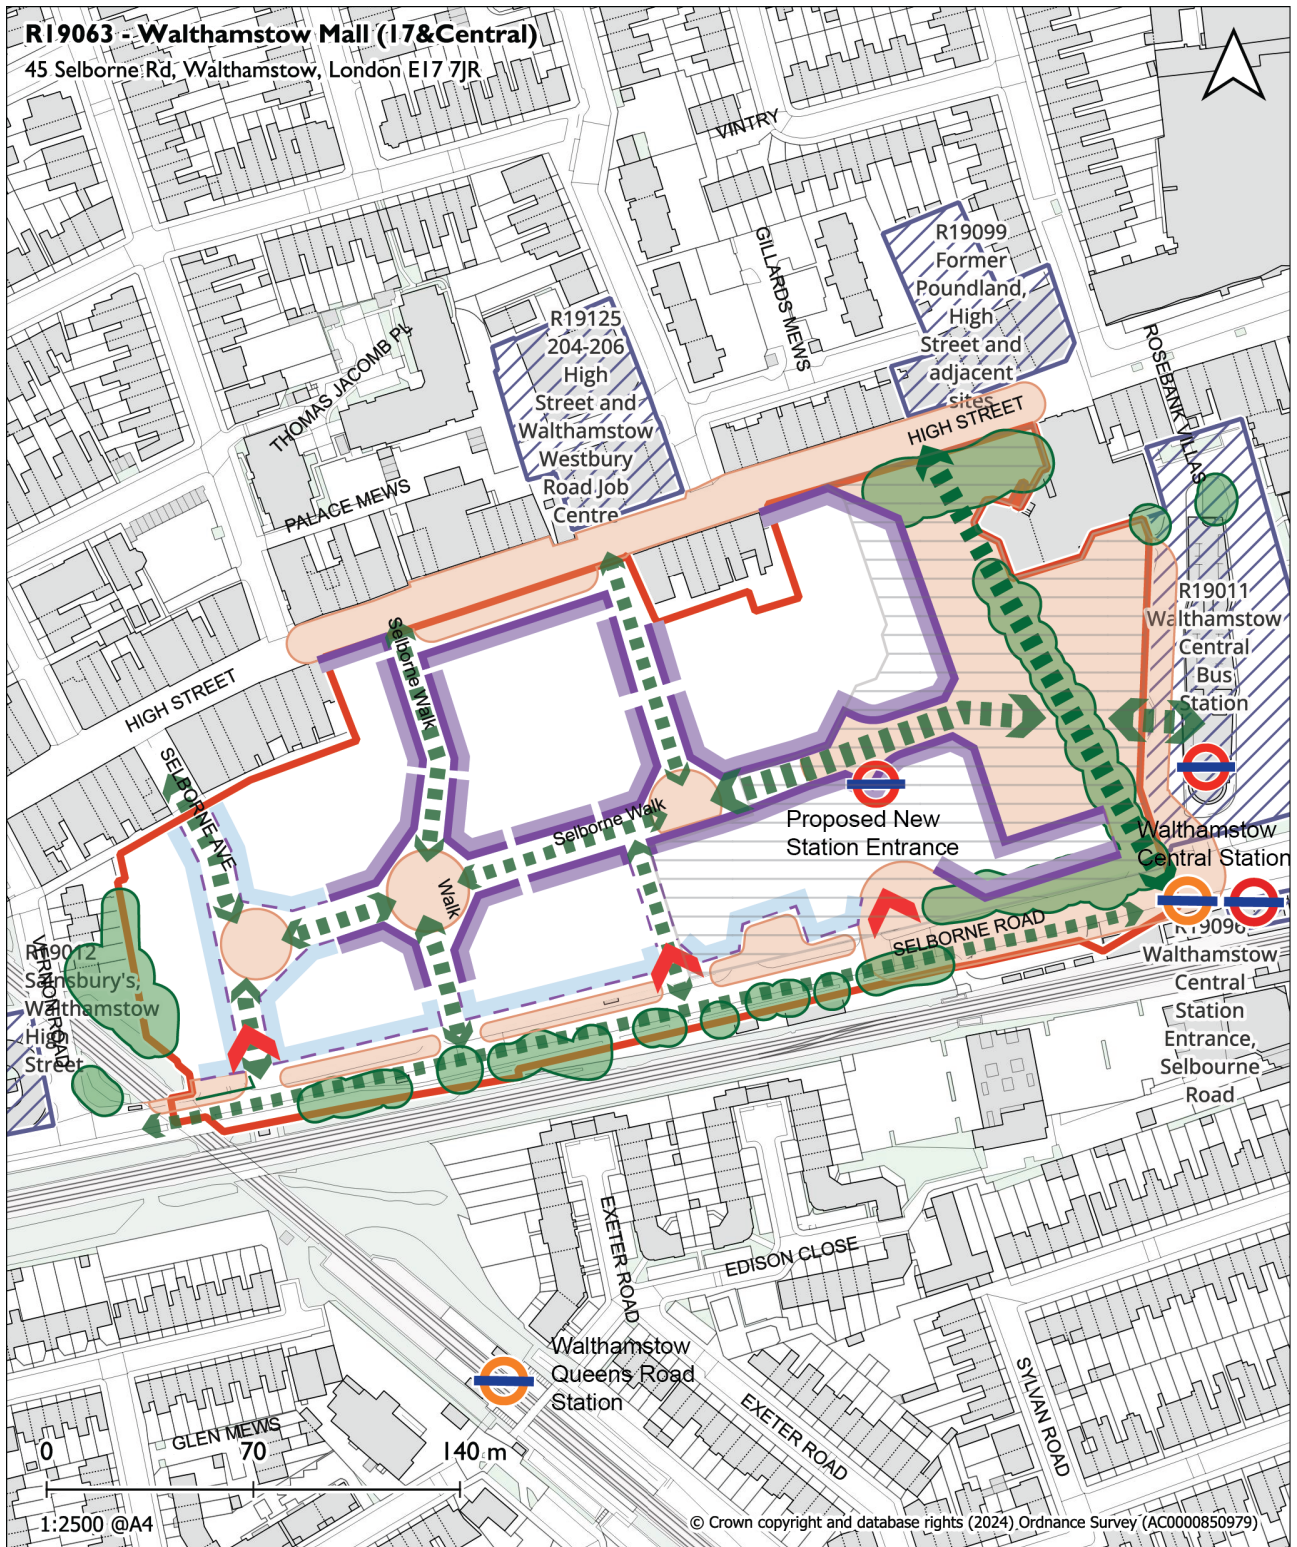 R19063 - Walthamstow Mall (17&Central)
45 Selborne Rd, Walthamstow, London E17 7JR
VINTRY
GILLARDS MEWS
R19099
Former
Poundland,
High
Street and
adjacent
sites
HIGH STREET
ROSEBANK VILLAS
R19125
204-206
High
Street and
Walthamstow
Westbury
Road Job
Centre
THOMAS JACOMB PL
PALACE MEWS
HIGH STREET
SELBORNE AVE
Selborne Walk
Selborne Walk
Walk
R19011
Walthamstow
Central
Bus
Station
Proposed New
Station Entrance
Walthamstow
Central Station
SELBORNE ROAD
R19096
Walthamstow
Central
Station
Entrance,
Selbourne
Road
VERNON ROAD
R19012
Sainsbury's,
Walthamstow
High
Street
EXETER ROAD
EDISON CLOSE
Walthamstow
Queens Road
Station
EXETER ROAD
SYLVAN ROAD
GLEN MEWS
0 70 140 m
1:2500 @A4
© Crown copyright and database rights (2024) Ordnance Survey (AC0000850979)